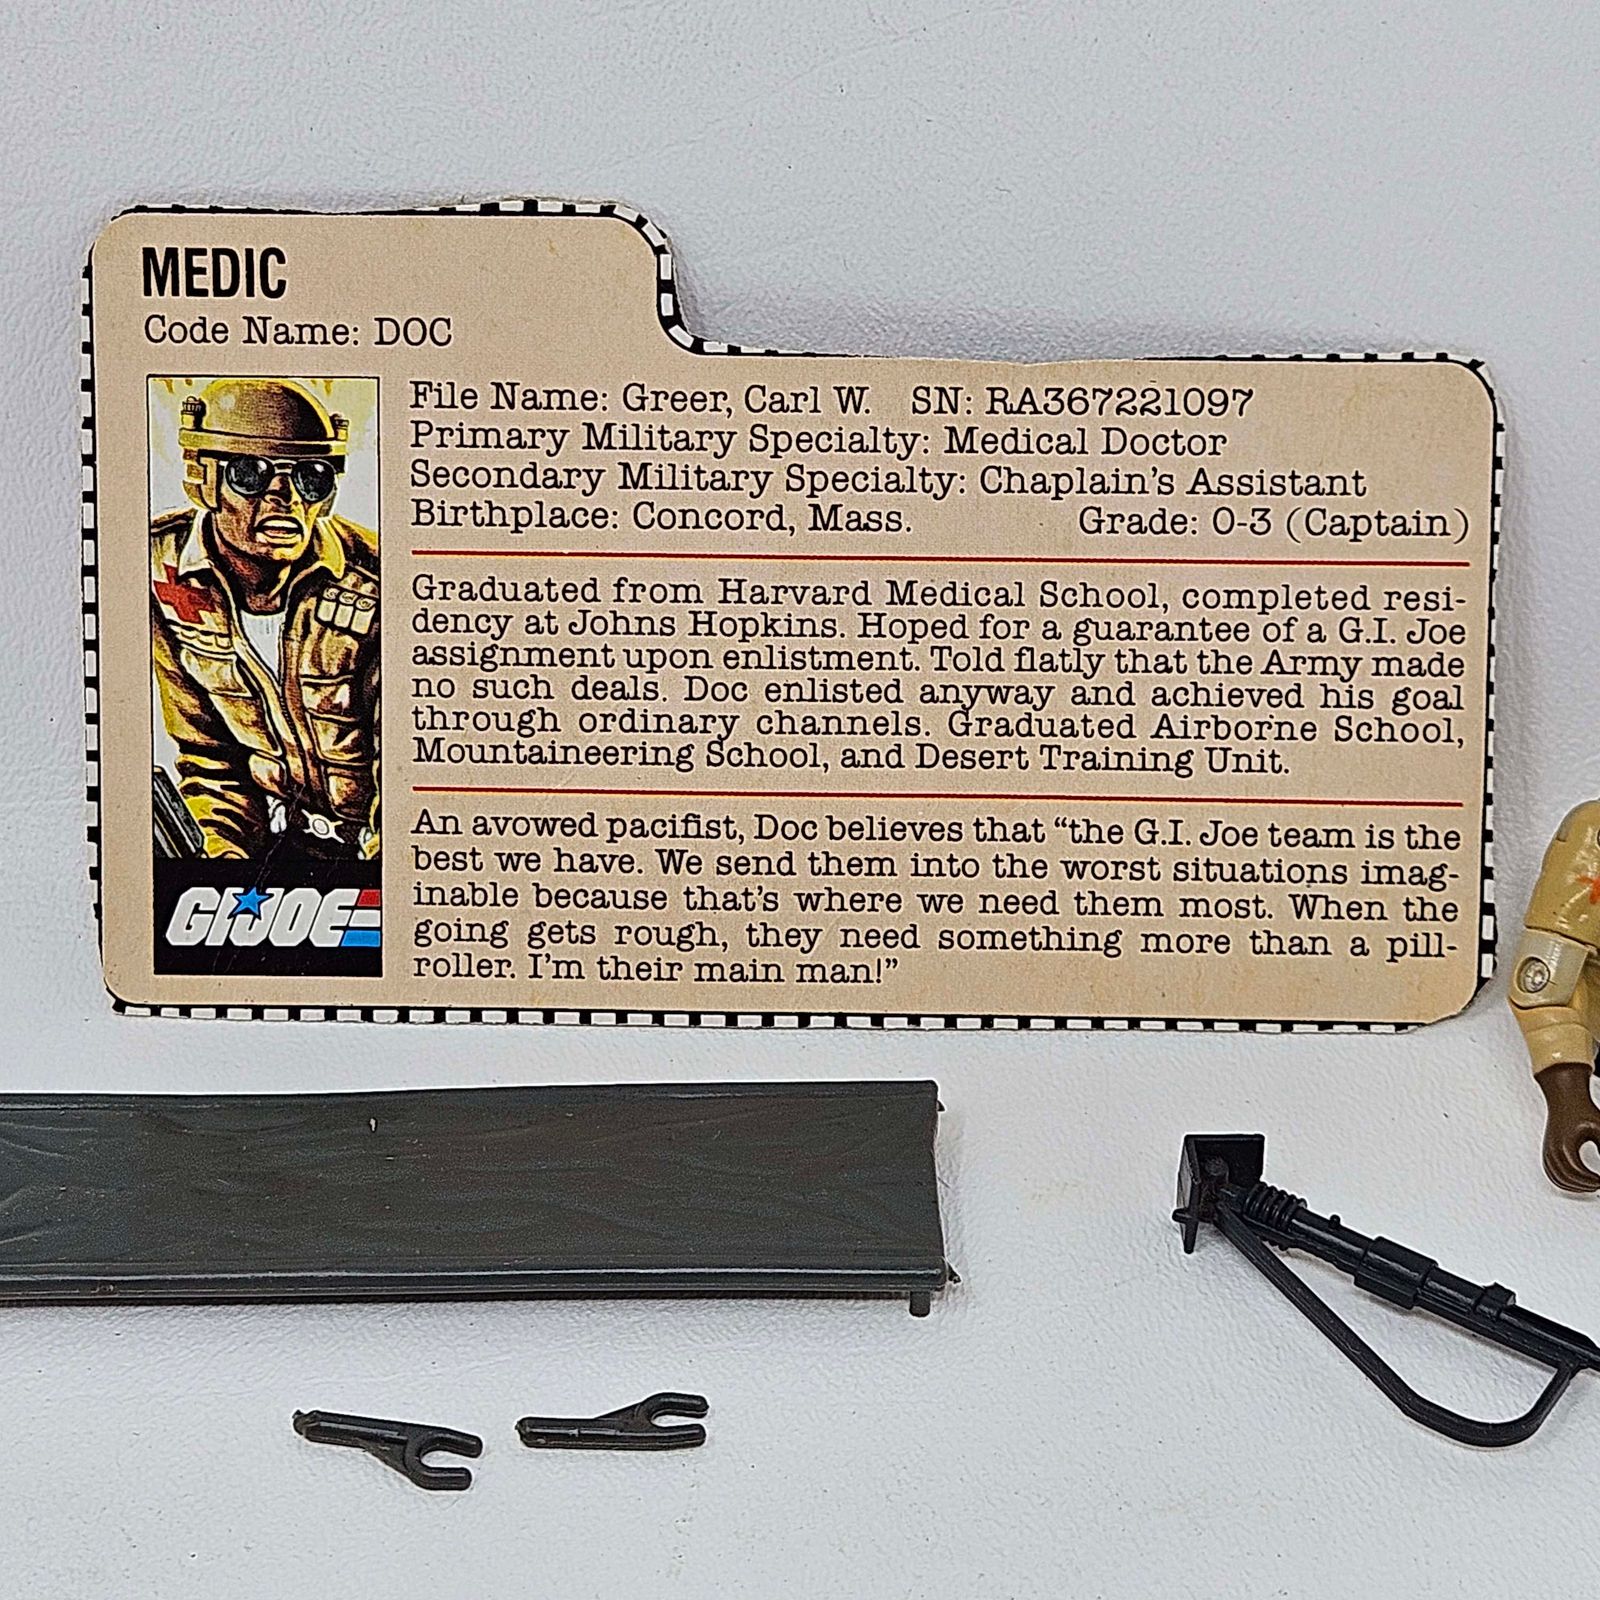 MEDIC
Code Name: DOC
File Name: Greer, Carl W. SN: RA367221097
Primary Military Specialty: Medical Doctor
Secondary Military Specialty: Chaplain's Assistant
Birthplace: Concord, Mass. Grade: O-3 (Captain)
Graduated from Harvard Medical School, completed resi-
dency at Johns Hopkins. Hoped for a guarantee of a G.I. Joe
assignment upon enlistment. Told flatly that the Army made
no such deals. Doc enlisted anyway and achieved his goal
through ordinary channels. Graduated Airborne School,
Mountaineering School, and Desert Training Unit.
An avowed pacifist, Doc believes that “the G.I. Joe team is the
best we have. We send them into the worst situations imag-
inable because that's where we need them most. When the
going gets rough, they need something more than a pill-
roller. I'm their main man!”
GIJOE